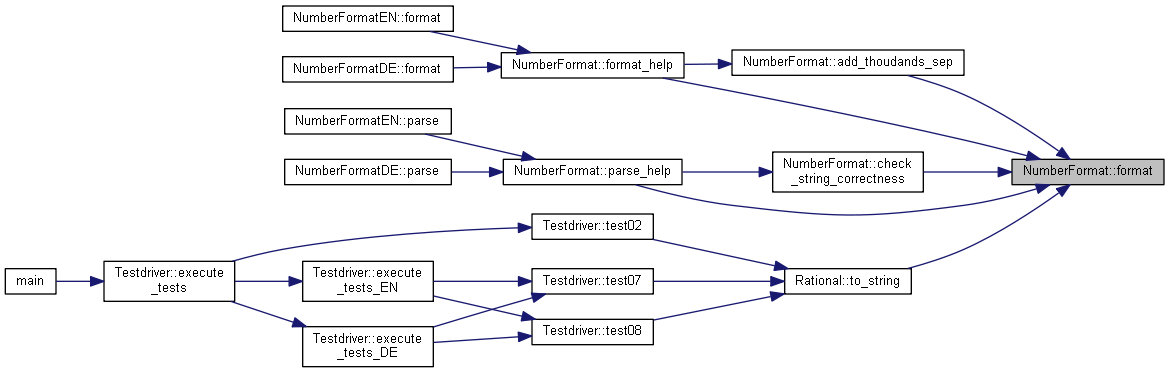 NumberFormatEN::format
NumberFormatDE::format
NumberFormat::format_help
NumberFormat::add_thoudands_sep
NumberFormatEN::parse
NumberFormatDE::parse
NumberFormat::parse_help
NumberFormat::check
_string_correctness
NumberFormat::format
main
Testdriver::execute
_tests
Testdriver::execute
_tests_EN
Testdriver::execute
_tests_DE
Testdriver::test02
Testdriver::test07
Testdriver::test08
Rational::to_string